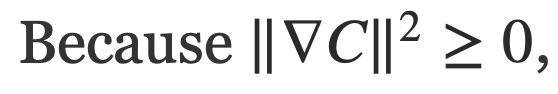 Because ‖∇C‖² ≥ 0,